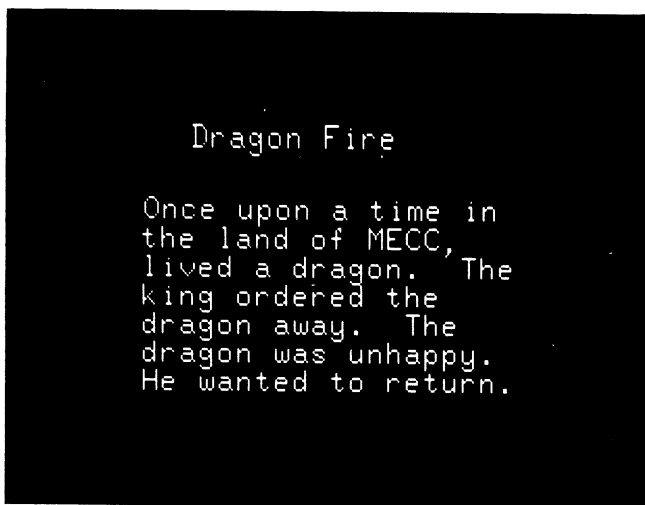 Dragon Fire
Once upon a time in
the land of MECC,
lived a dragon.  The
king ordered the
dragon away.  The
dragon was unhappy.
He wanted to return.